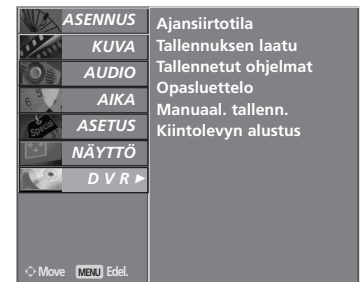 ASENNUS
KUVA
AUDIO
AIKA
ASETUS
NÄYTTÖ
D V R ►
Ajansiirtotila
Tallennuksen laatu
Tallennetut ohjelmat
Opasluettelo
Manuaal. tallenn.
Kiintolevyn alustus
Move MENU Edel.